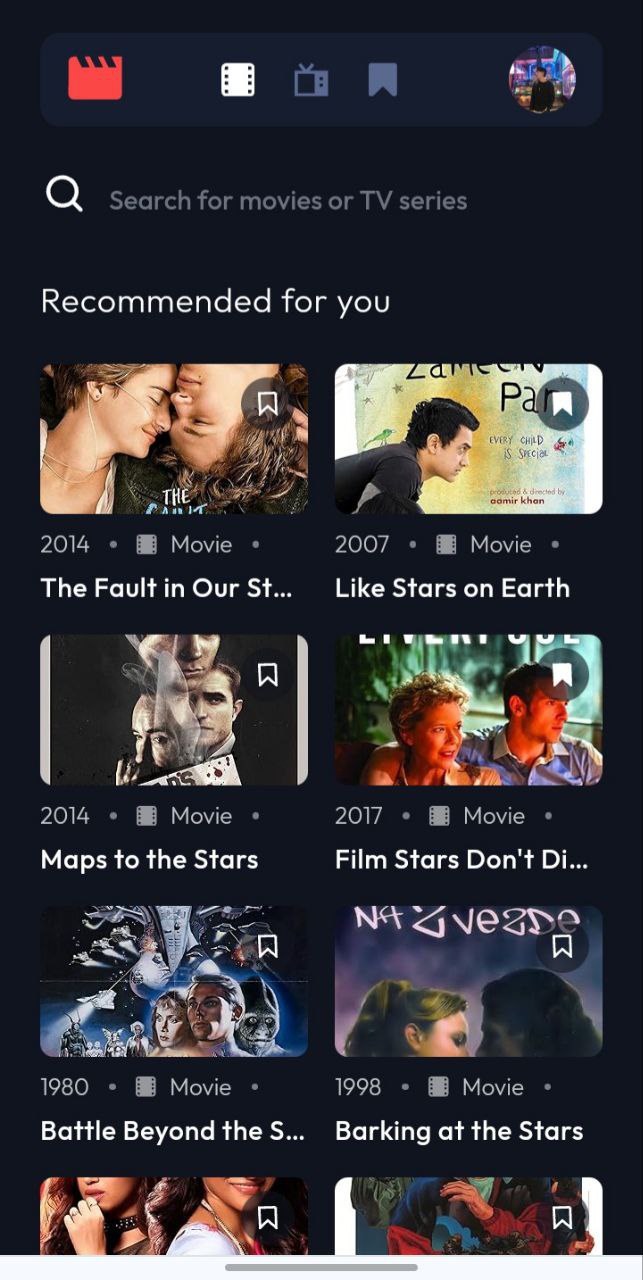 Search for movies or TV series
Recommended for you
THE
ZAMEEN
Par
EVERY CHILD
IS SPECIAL
produced & directed by
aamir khan
2014 • Movie •
2007 • Movie •
The Fault in Our St...
Like Stars on Earth
2014 • Movie •
2017 • Movie •
Maps to the Stars
Film Stars Don't Di...
NA ZVEZDE
1980 • Movie •
1998 • Movie •
Battle Beyond the S...
Barking at the Stars